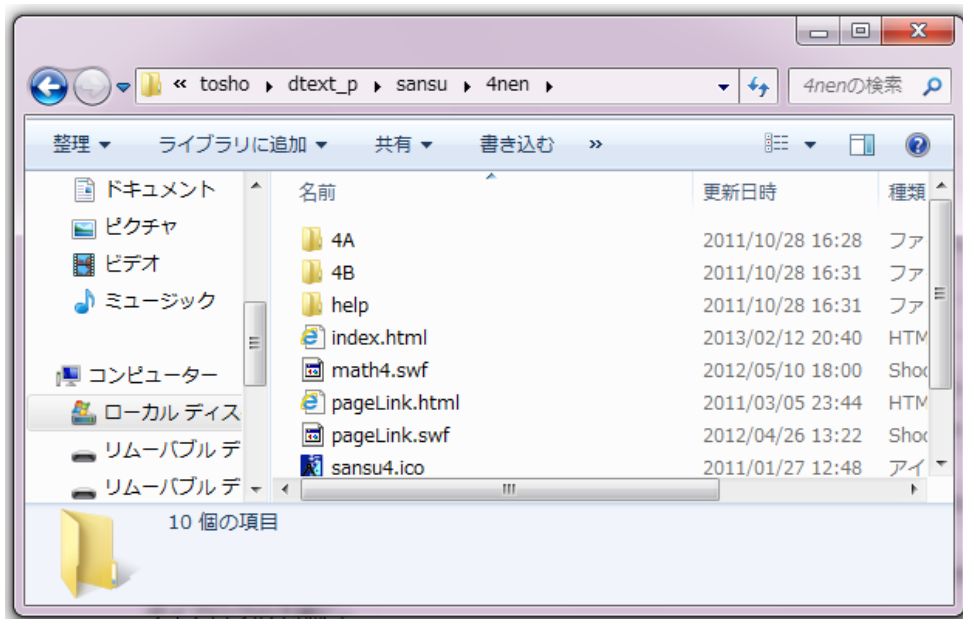 « tosho ▸ dtext_p ▸ sansu ▸ 4nen ▸ 4nenの検索
整理 ▼ ライブラリに追加 ▼ 共有 ▼ 書き込む »
ドキュメント
ピクチャ
ビデオ
ミュージック
コンピューター
ローカル ディス
リムーバブル デ
リムーバブル デ
名前 更新日時 種類
4A 2011/10/28 16:28 ファ
4B 2011/10/28 16:31 ファ
help 2011/10/28 16:31 ファ
index.html 2013/02/12 20:40 HTM
math4.swf 2012/05/10 18:00 Shoc
pageLink.html 2011/03/05 23:44 HTM
pageLink.swf 2012/04/26 13:22 Shoc
sansu4.ico 2011/01/27 12:48 アイ
10 個の項目